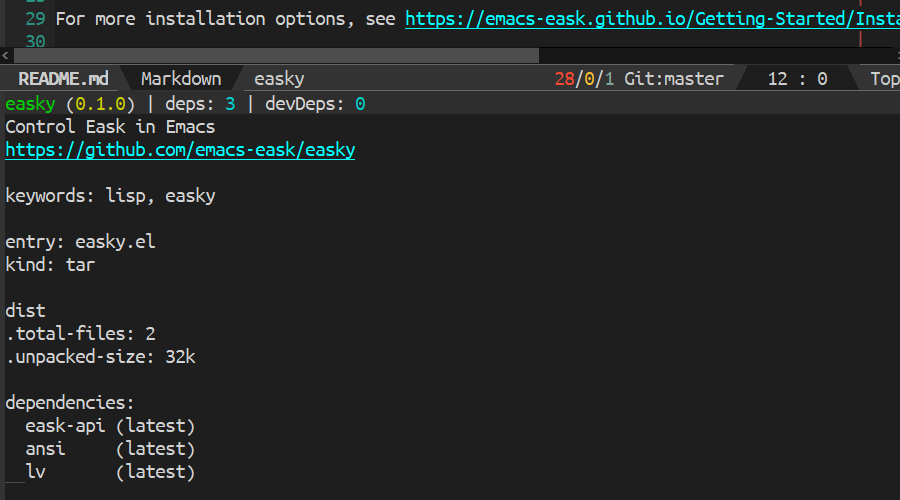 29 For more installation options, see https://emacs-eask.github.io/Getting-Started/Insta
30
README.md Markdown easky 28/0/1 Git:master 12 : 0 Top
easky (0.1.0) | deps: 3 | devDeps: 0
Control Eask in Emacs
https://github.com/emacs-eask/easky
keywords: lisp, easky
entry: easky.el
kind: tar
dist
.total-files: 2
.unpacked-size: 32k
dependencies:
eask-api (latest)
ansi (latest)
lv (latest)